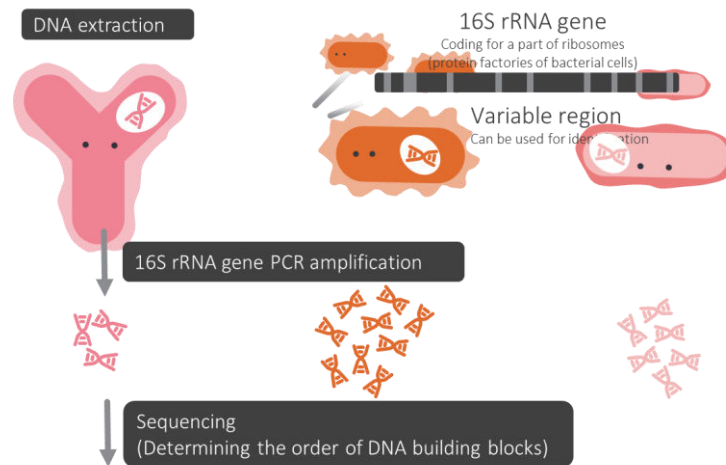 DNA extraction
16S rRNA gene
Coding for a part of ribosomes
(protein factories of bacterial cells)
Variable region
Can be used for identification
16S rRNA gene PCR amplification
Sequencing
(Determining the order of DNA building blocks)